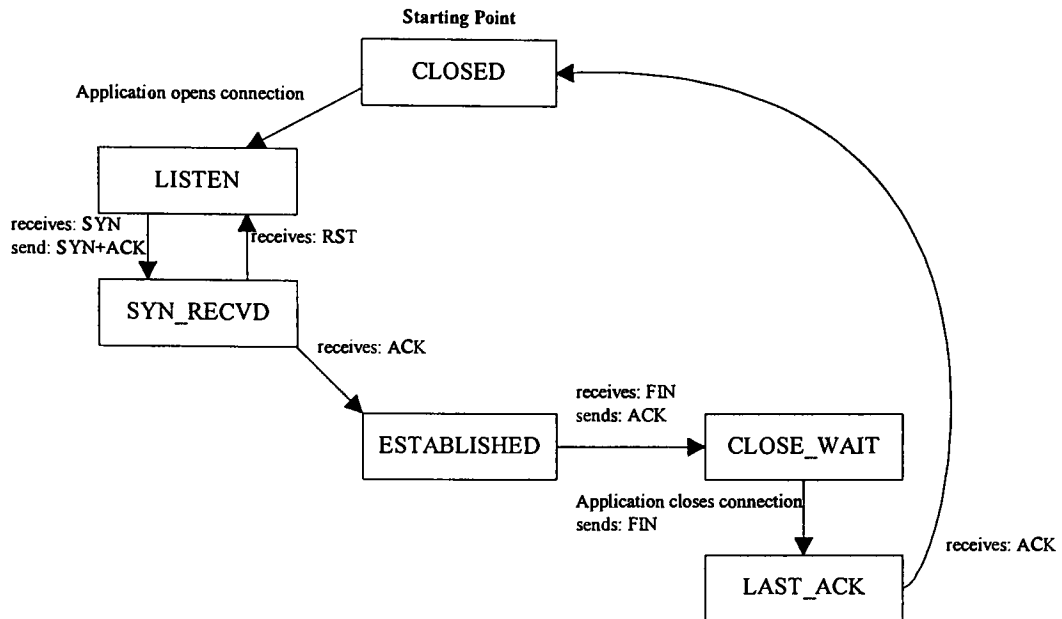 Starting Point
CLOSED
Application opens connection
LISTEN
receives: SYN
send: SYN+ACK
receives: RST
SYN_RECVD
receives: ACK
receives: FIN
sends: ACK
ESTABLISHED
CLOSE_WAIT
Application closes connection
sends: FIN
receives: ACK
LAST_ACK